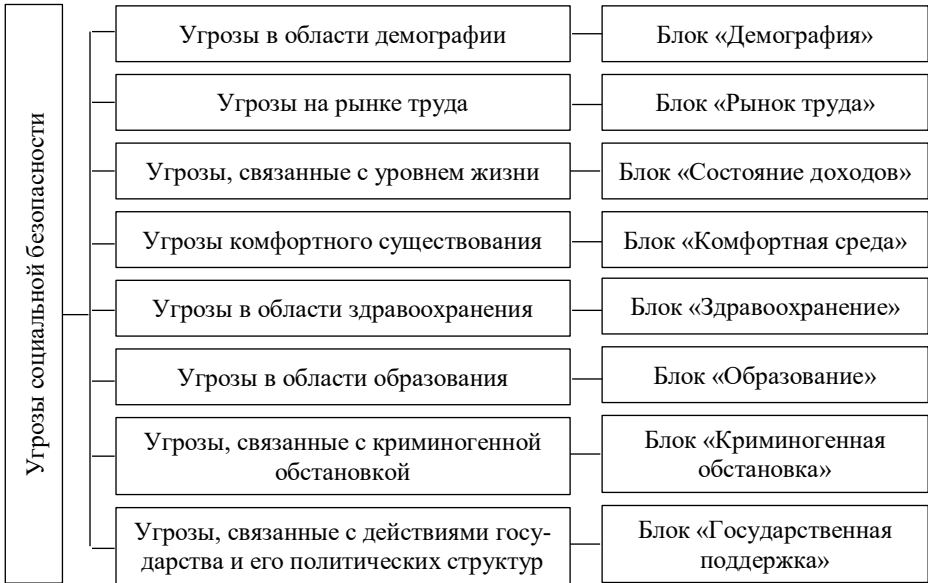 Угрозы социальной безопасности
Угрозы в области демографии
Блок «Демография»
Угрозы на рынке труда
Блок «Рынок труда»
Угрозы, связанные с уровнем жизни
Блок «Состояние доходов»
Угрозы комфортного существования
Блок «Комфортная среда»
Угрозы в области здравоохранения
Блок «Здравоохранение»
Угрозы в области образования
Блок «Образование»
Угрозы, связанные с криминогенной
обстановкой
Блок «Криминогенная
обстановка»
Угрозы, связанные с действиями госу-
дарства и его политических структур
Блок «Государственная
поддержка»